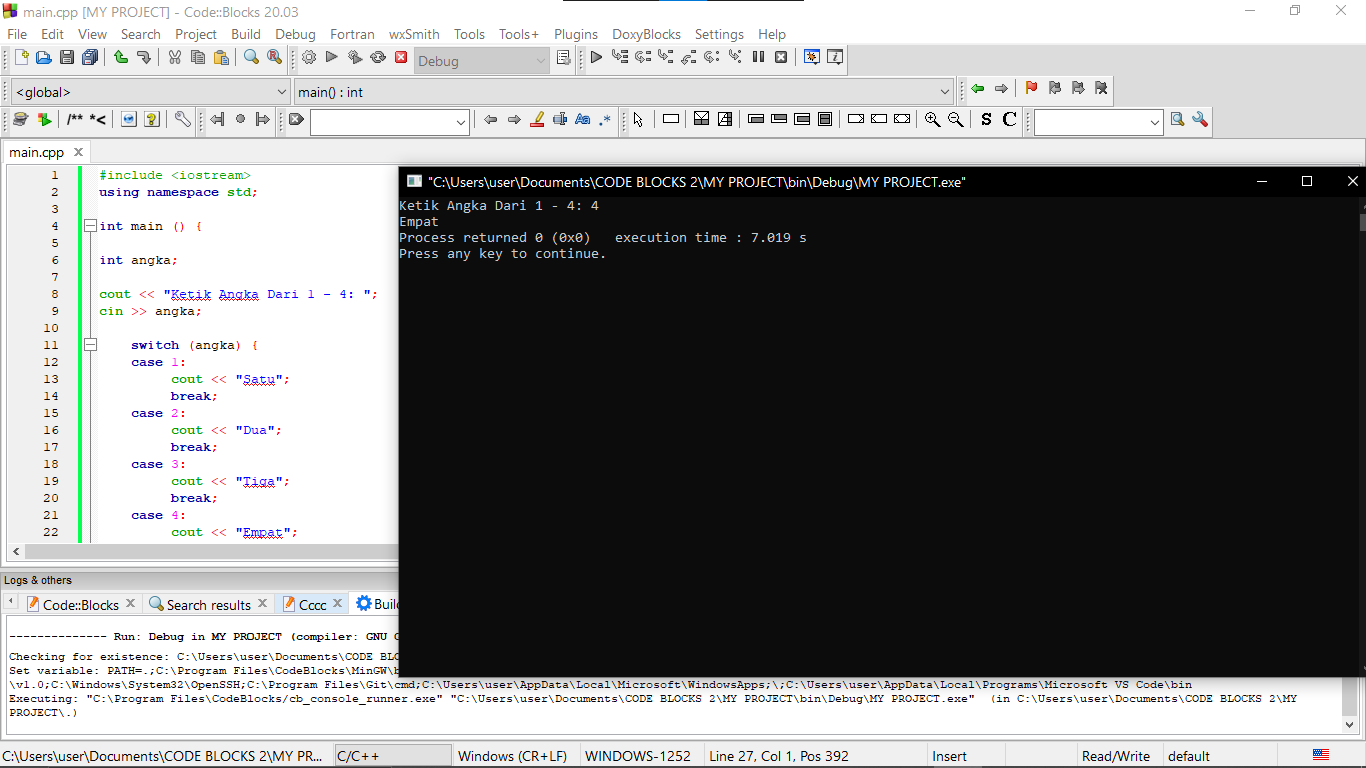 main.cpp [MY PROJECT] - Code::Blocks 20.03
File Edit View Search Project Build Debug Fortran wxSmith Tools Tools+ Plugins DoxyBlocks Settings Help
Debug
<global> main() : int
/** *< Aa .* S C
main.cpp
1 #include <iostream>
2 using namespace std;
3
4 int main () {
5
6 int angka;
7
8 cout << "Ketik Angka Dari 1 - 4: ";
9 cin >> angka;
10
11 switch (angka) {
12 case 1:
13 cout << "Satu";
14 break;
15 case 2:
16 cout << "Dua";
17 break;
18 case 3:
19 cout << "Tiga";
20 break;
21 case 4:
22 cout << "Empat";
"C:\Users\user\Documents\CODE BLOCKS 2\MY PROJECT\bin\Debug\MY PROJECT.exe"
Ketik Angka Dari 1 - 4: 4
Empat
Process returned 0 (0x0) execution time : 7.019 s
Press any key to continue.
Logs & others
Code::Blocks Search results Cccc
-------------- Run: Debug in MY PROJECT (compiler: GNU
Checking for existence: C:\Users\user\Documents\CODE
Set variable: PATH=.;C:\Program Files\CodeBlocks\MinGW\
\v1.0;C:\Windows\System32\OpenSSH;C:\Program Files\Git\cmd;C:\Users\user\AppData\Local\Microsoft\WindowsApps;\;C:\Users\user\AppData\Local\Programs\Microsoft VS Code\bin
Executing: "C:\Program Files\CodeBlocks/cb_console_runner.exe" "C:\Users\user\Documents\CODE BLOCKS 2\MY PROJECT\bin\Debug\MY PROJECT.exe" (in C:\Users\user\Documents\CODE BLOCKS 2\MY
PROJECT\.)
C:\Users\user\Documents\CODE BLOCKS 2\MY PR... C/C++ Windows (CR+LF) WINDOWS-1252 Line 27, Col 1, Pos 392 Insert Read/Write default